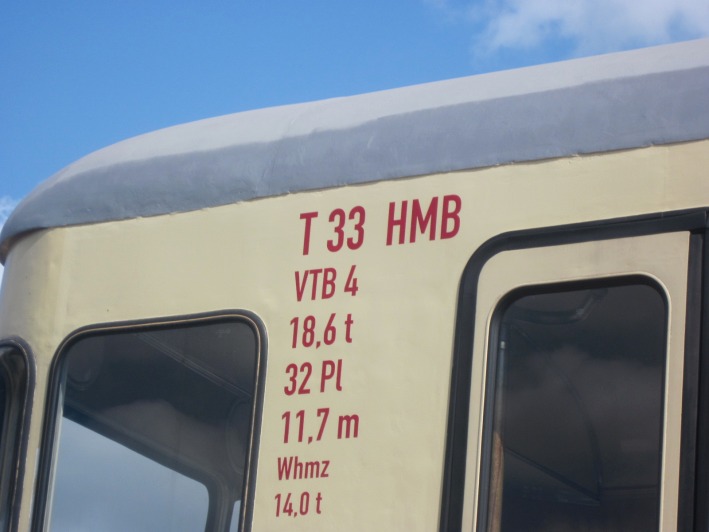 T 33 HMB
VTB 4
18,6 t
32 Pl
11,7 m
Whmz
14,0 t